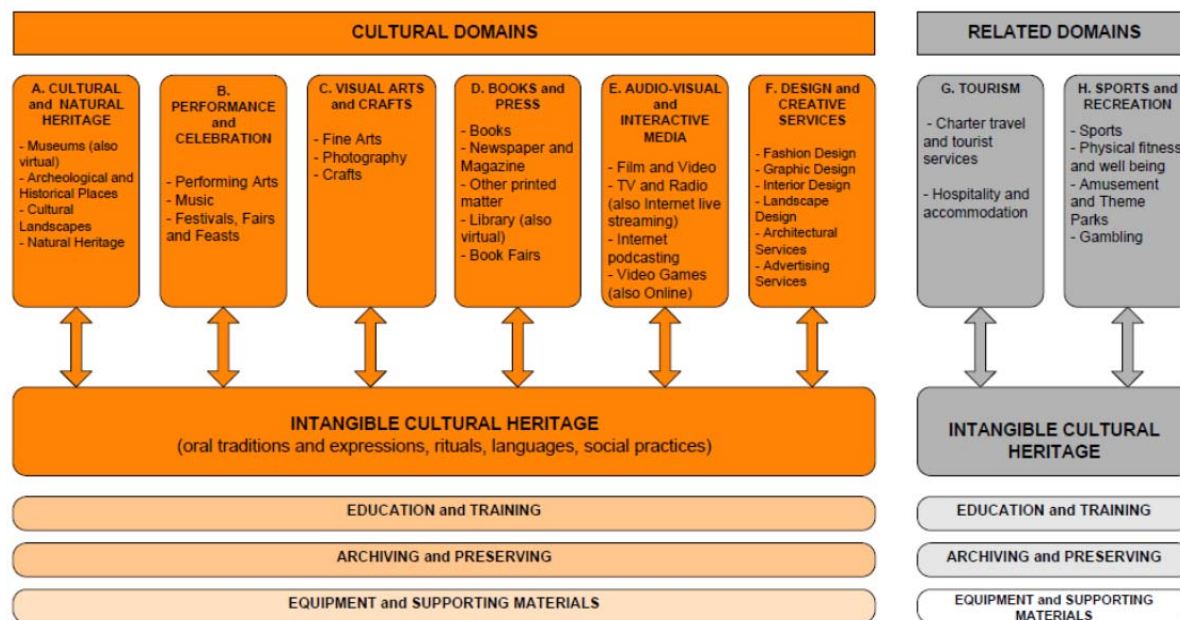 CULTURAL DOMAINS
RELATED DOMAINS
A. CULTURAL
and NATURAL
HERITAGE
- Museums (also
virtual)
- Archeological and
Historical Places
- Cultural
Landscapes
- Natural Heritage
B.
PERFORMANCE
and
CELEBRATION
- Performing Arts
- Music
- Festivals, Fairs
and Feasts
C. VISUAL ARTS
and CRAFTS
- Fine Arts
- Photography
- Crafts
D. BOOKS and
PRESS
- Books
- Newspaper and
Magazine
- Other printed
matter
- Library (also
virtual)
- Book Fairs
E. AUDIO-VISUAL
and
INTERACTIVE
MEDIA
- Film and Video
- TV and Radio
(also Internet live
streaming)
- Internet
podcasting
- Video Games
(also Online)
F. DESIGN and
CREATIVE
SERVICES
- Fashion Design
- Graphic Design
- Interior Design
- Landscape
Design
- Architectural
Services
- Advertising
Services
G. TOURISM
- Charter travel
and tourist
services
- Hospitality and
accommodation
H. SPORTS and
RECREATION
- Sports
- Physical fitness
and well being
- Amusement
and Theme
Parks
- Gambling
INTANGIBLE CULTURAL HERITAGE
(oral traditions and expressions, rituals, languages, social practices)
INTANGIBLE CULTURAL
HERITAGE
EDUCATION and TRAINING
EDUCATION and TRAINING
ARCHIVING and PRESERVING
ARCHIVING and PRESERVING
EQUIPMENT and SUPPORTING MATERIALS
EQUIPMENT and SUPPORTING
MATERIALS